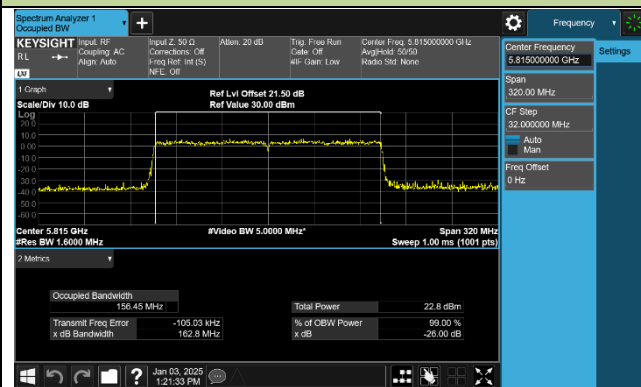 Spectrum Analyzer 1
Occupied BW
Frequency
KEYSIGHT
RL
LXI
Input: RF
Coupling: AC
Align: Auto
Input Z: 50 Ω
Corrections: Off
Freq Ref: Int (S)
NFE: Off
Atten: 20 dB
Trig: Free Run
Gate: Off
#IF Gain: Low
Center Freq: 5.815000000 GHz
Avg|Hold: 50/50
Radio Std: None
Center Frequency
5.815000000 GHz
Settings
Span
320.00 MHz
CF Step
32.000000 MHz
Auto
Man
Freq Offset
0 Hz
1 Graph
Scale/Div 10.0 dB
Ref Lvl Offset 21.50 dB
Ref Value 30.00 dBm
Log
20.0
10.0
0.00
-10.0
-20.0
-30.0
-40.0
-50.0
-60.0
Center 5.815 GHz
#Video BW 5.0000 MHz*
Span 320 MHz
#Res BW 1.6000 MHz
Sweep 1.00 ms (1001 pts)
2 Metrics
Occupied Bandwidth
156.45 MHz
Total Power
22.8 dBm
Transmit Freq Error
-105.03 kHz
% of OBW Power
99.00 %
x dB Bandwidth
162.8 MHz
x dB
-26.00 dB
?
Jan 03, 2025
1:21:33 PM